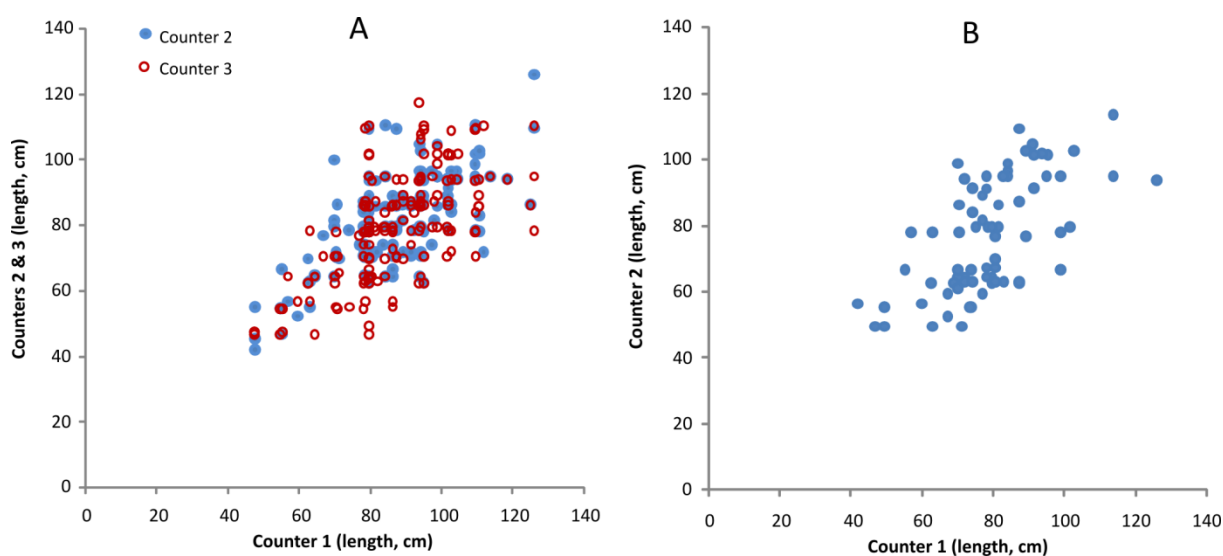 A
Counter 2
Counter 3
140
120
100
80
60
40
20
0
Counters 2 & 3 (length, cm)
0 20 40 60 80 100 120 140
Counter 1 (length, cm)
B
140
120
100
80
60
40
20
0
Counter 2 (length, cm)
0 20 40 60 80 100 120 140
Counter 1 (length, cm)